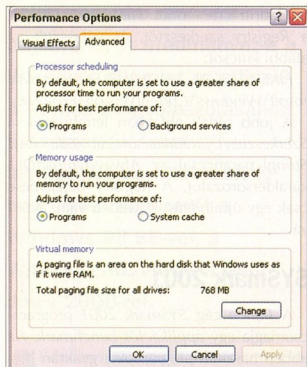 Performance Options
Visual Effects
Advanced
Processor scheduling
By default, the computer is set to use a greater share of
processor time to run your programs.
Adjust for best performance of:
Programs
Background services
Memory usage
By default, the computer is set to use a greater share of
memory to run your programs.
Adjust for best performance of:
Programs
System cache
Virtual memory
A paging file is an area on the hard disk that Windows uses as
if it were RAM.
Total paging file size for all drives: 768 MB
Change
OK
Cancel
Apply